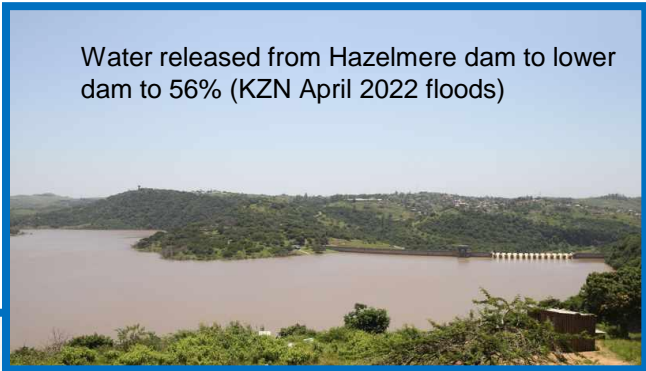 Water released from Hazelmere dam to lower
dam to 56% (KZN April 2022 floods)